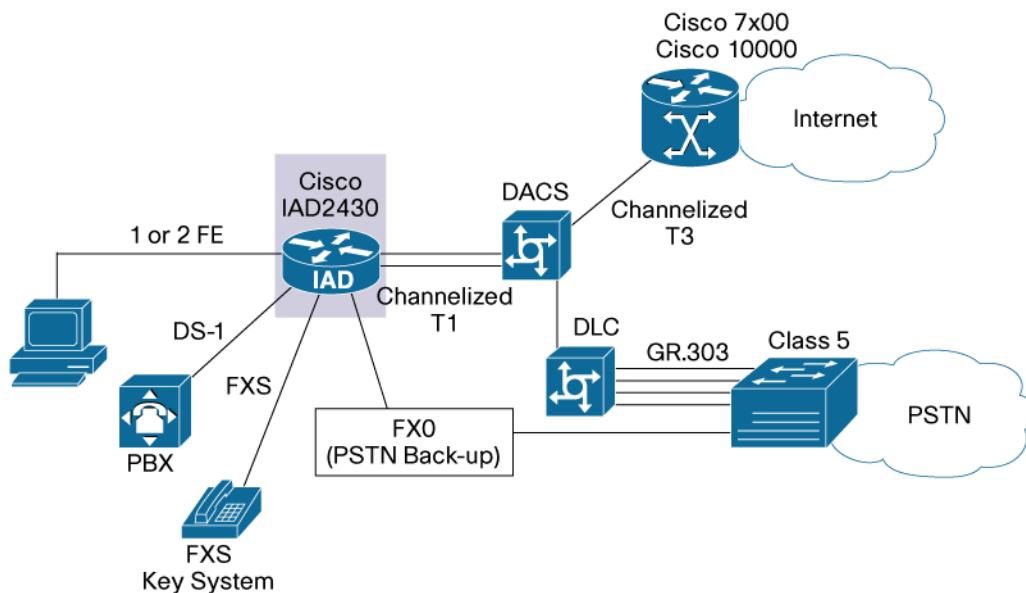 Cisco 7x00
Cisco 10000
Internet
DACS
Cisco
IAD2430
Channelized
T3
1 or 2 FE
IAD
Channelized
T1
DS-1
DLC
GR.303
Class 5
FXS
PSTN
FX0
(PSTN Back-up)
PBX
FXS
Key System